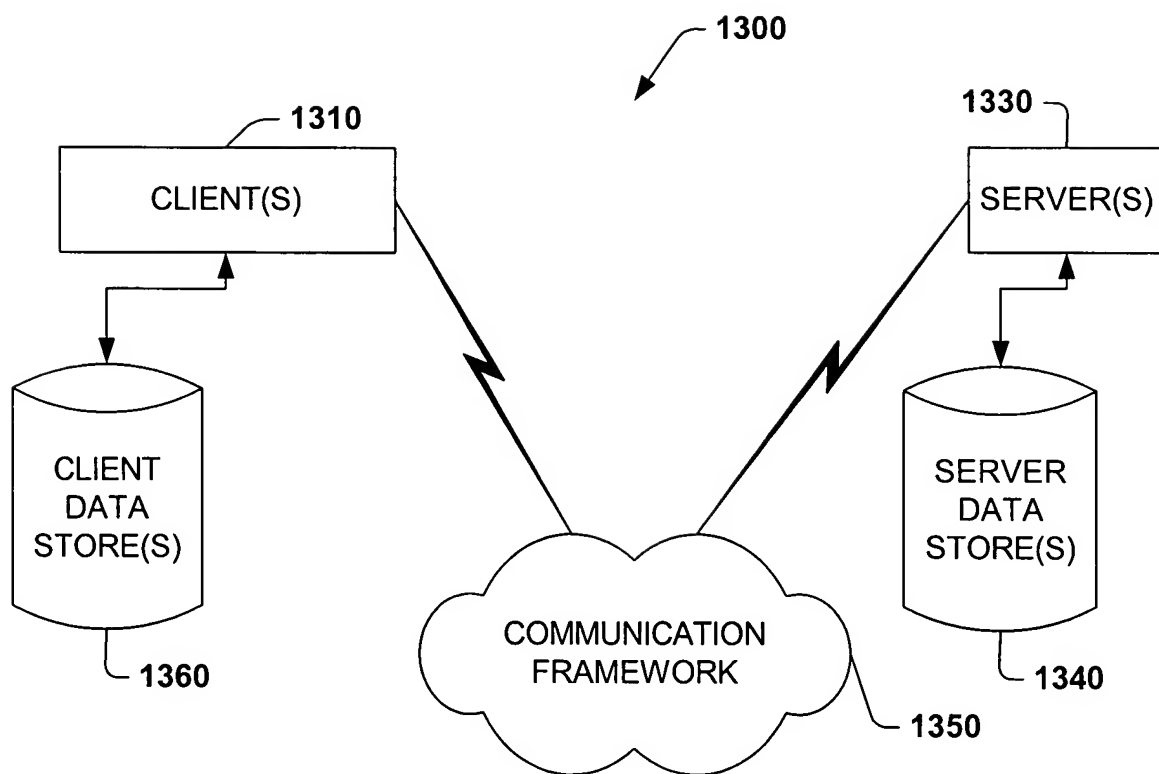 1300
1310
1330
CLIENT(S)
SERVER(S)
CLIENT
DATA
STORE(S)
SERVER
DATA
STORE(S)
COMMUNICATION
FRAMEWORK
1360
1340
1350